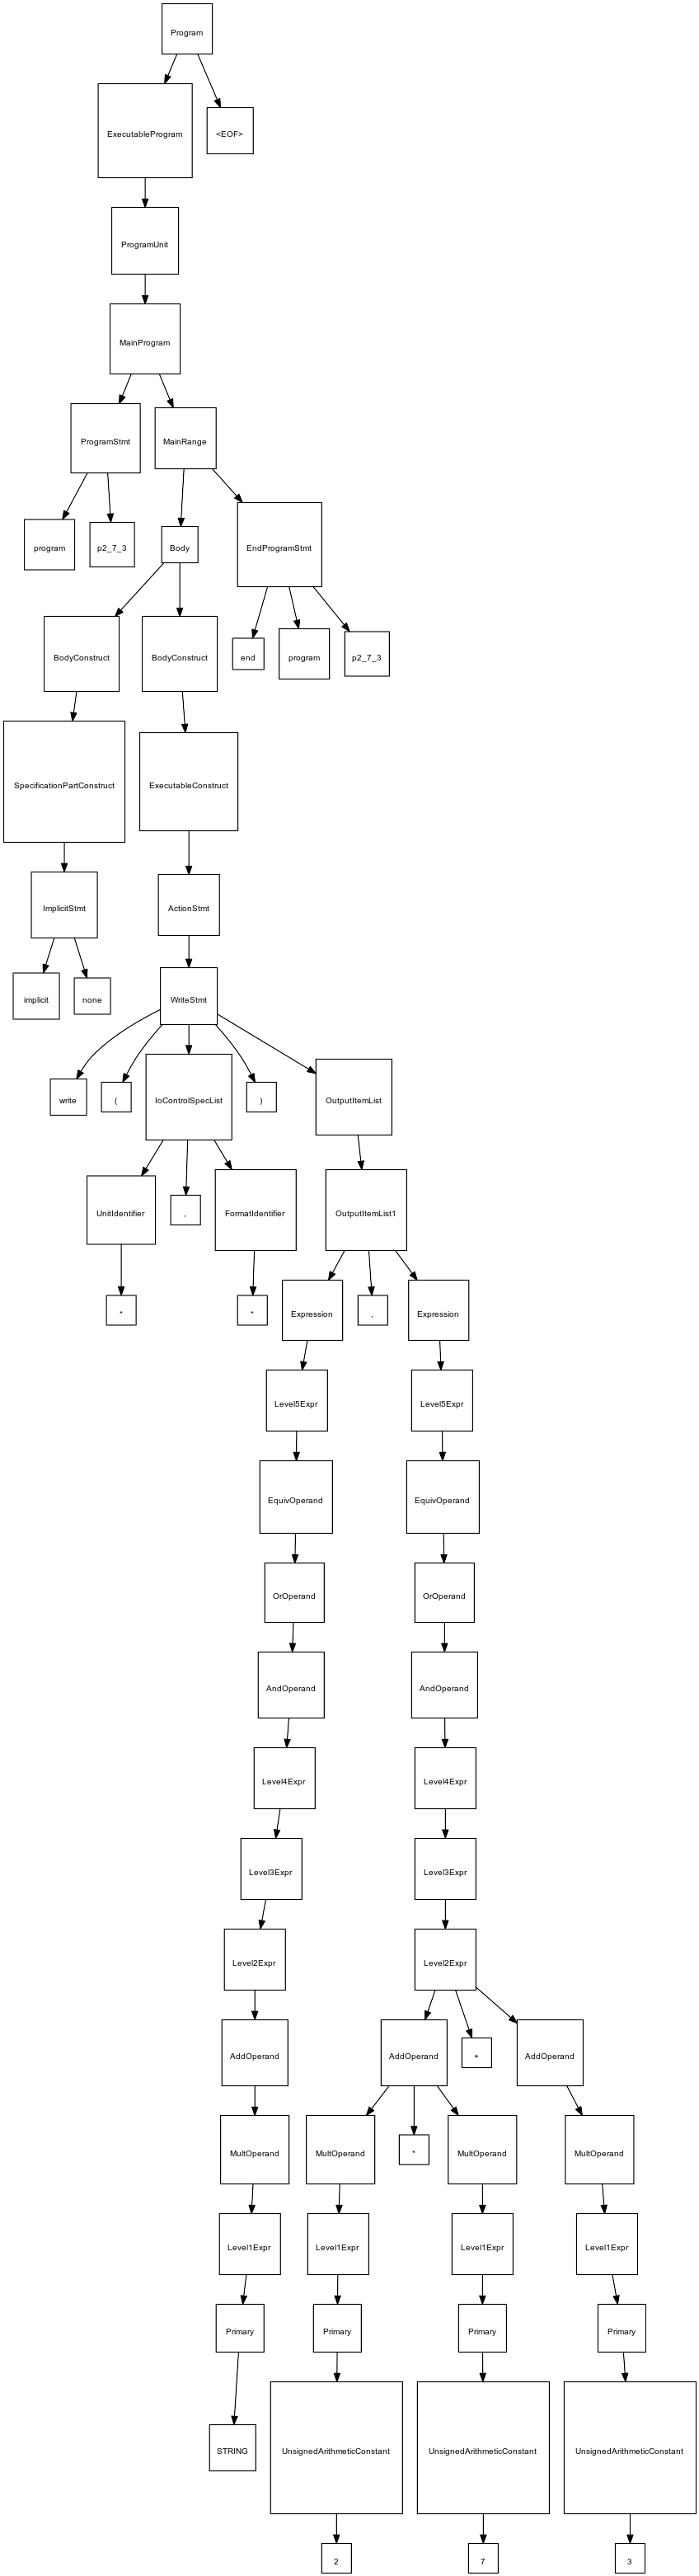 Program
ExecutableProgram
<EOF>
ProgramUnit
MainProgram
ProgramStmt
MainRange
program
p2_7_3
Body
EndProgramStmt
BodyConstruct
BodyConstruct
end
program
p2_7_3
SpecificationPartConstruct
ExecutableConstruct
ImplicitStmt
ActionStmt
implicit
none
WriteStmt
write
(
IoControlSpecList
)
OutputItemList
UnitIdentifier
,
FormatIdentifier
OutputItemList1
*
*
Expression
,
Expression
Level5Expr
Level5Expr
EquivOperand
EquivOperand
OrOperand
OrOperand
AndOperand
AndOperand
Level4Expr
Level4Expr
Level3Expr
Level3Expr
Level2Expr
Level2Expr
AddOperand
AddOperand
+
AddOperand
MultOperand
MultOperand
*
MultOperand
MultOperand
Level1Expr
Level1Expr
Level1Expr
Level1Expr
Primary
Primary
Primary
Primary
STRING
UnsignedArithmeticConstant
UnsignedArithmeticConstant
UnsignedArithmeticConstant
2
7
3